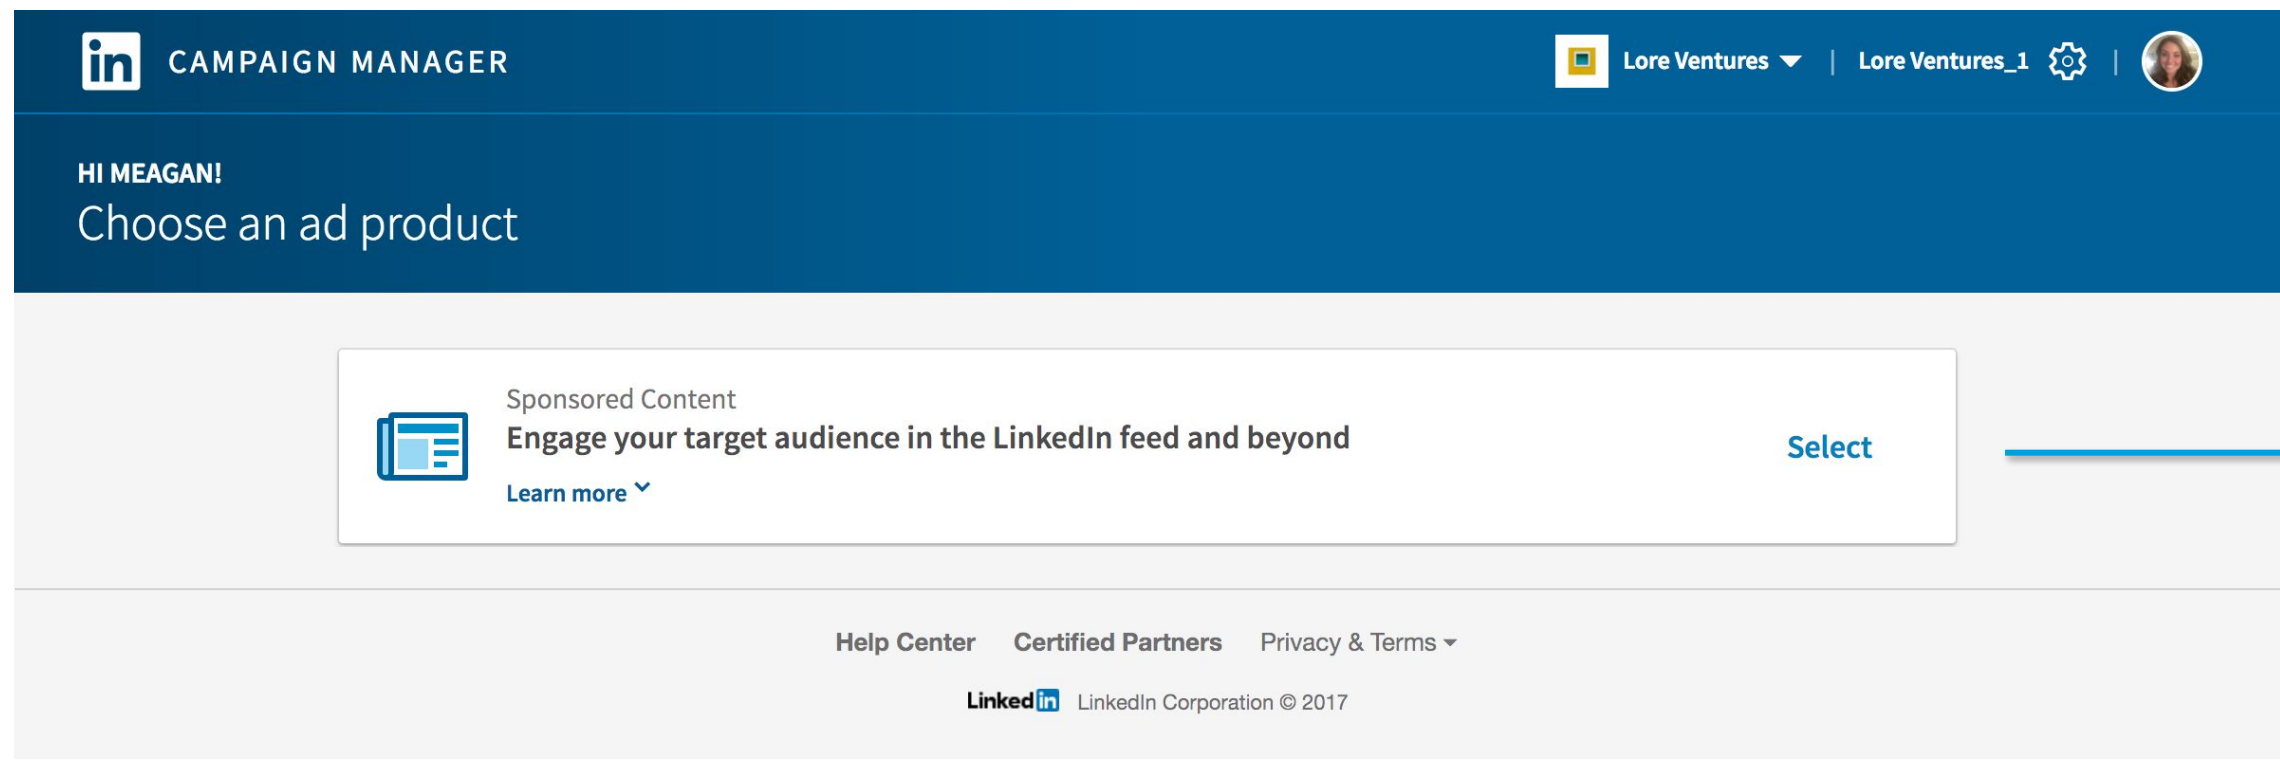 in CAMPAIGN MANAGER
Lore Ventures | Lore Ventures_1 |
HI MEAGAN!
Choose an ad product
Sponsored Content
Engage your target audience in the LinkedIn feed and beyond
Learn more
Select
Help Center Certified Partners Privacy & Terms
Linked in LinkedIn Corporation © 2017